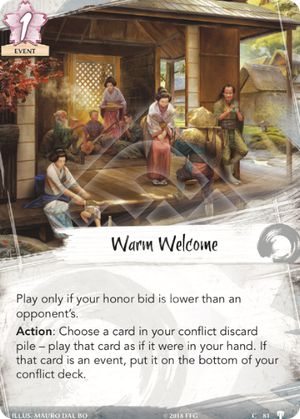 1
EVENT
Warm Welcome
Play only if your honor bid is lower than an
opponent's.
Action: Choose a card in your conflict discard
pile – play that card as if it were in your hand. If
that card is an event, put it on the bottom of your
conflict deck.
ILLUS: MAURO DAL BO © 2018 FFG C 81